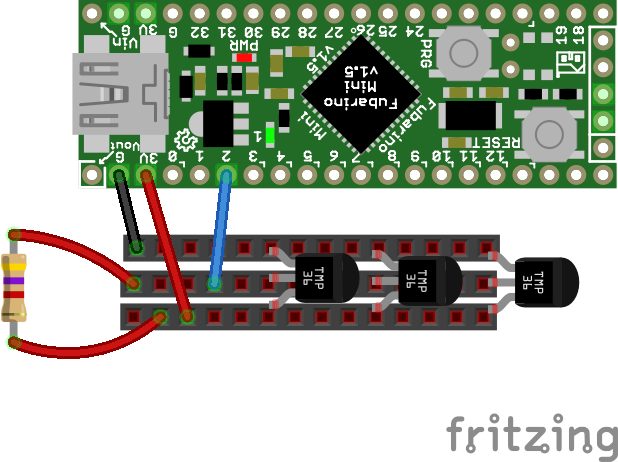 G 3V G 32 31 30 29 28 27 26 25 24
Vin
PWR
v1.5
Fubarino
Mini
v1.5
PRG
19
18
Mini
Fubarino
1
RESET
Vout
G 3V 0 1 2 3 4 5 6 7 8 9 10 11 12
TMP
36
TMP
36
TMP
36
fritzing